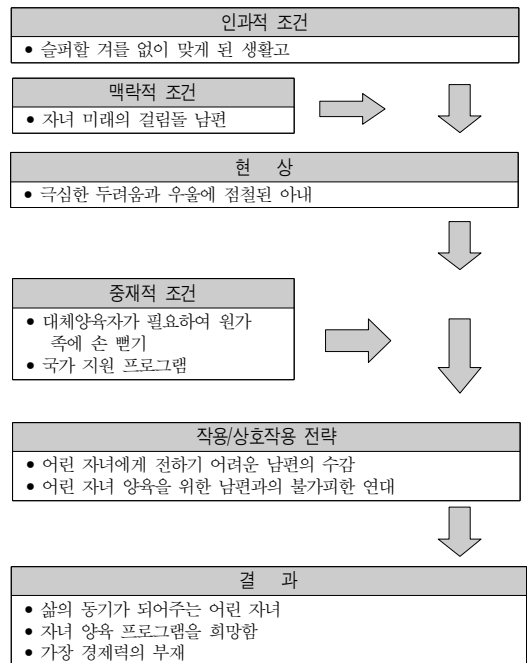 인과적 조건
• 슬퍼할 겨를 없이 맞게 된 생활고
맥락적 조건
• 자녀 미래의 걸림돌 남편
현 상
• 극심한 두려움과 우울에 점철된 아내
중재적 조건
• 대체양육자가 필요하여 원가
족에 손 뻗기
• 국가 지원 프로그램
작용/상호작용 전략
• 어린 자녀에게 전하기 어려운 남편의 수감
• 어린 자녀 양육을 위한 남편과의 불가피한 연대
결 과
• 삶의 동기가 되어주는 어린 자녀
• 자녀 양육 프로그램을 희망함
• 가장 경제력의 부재